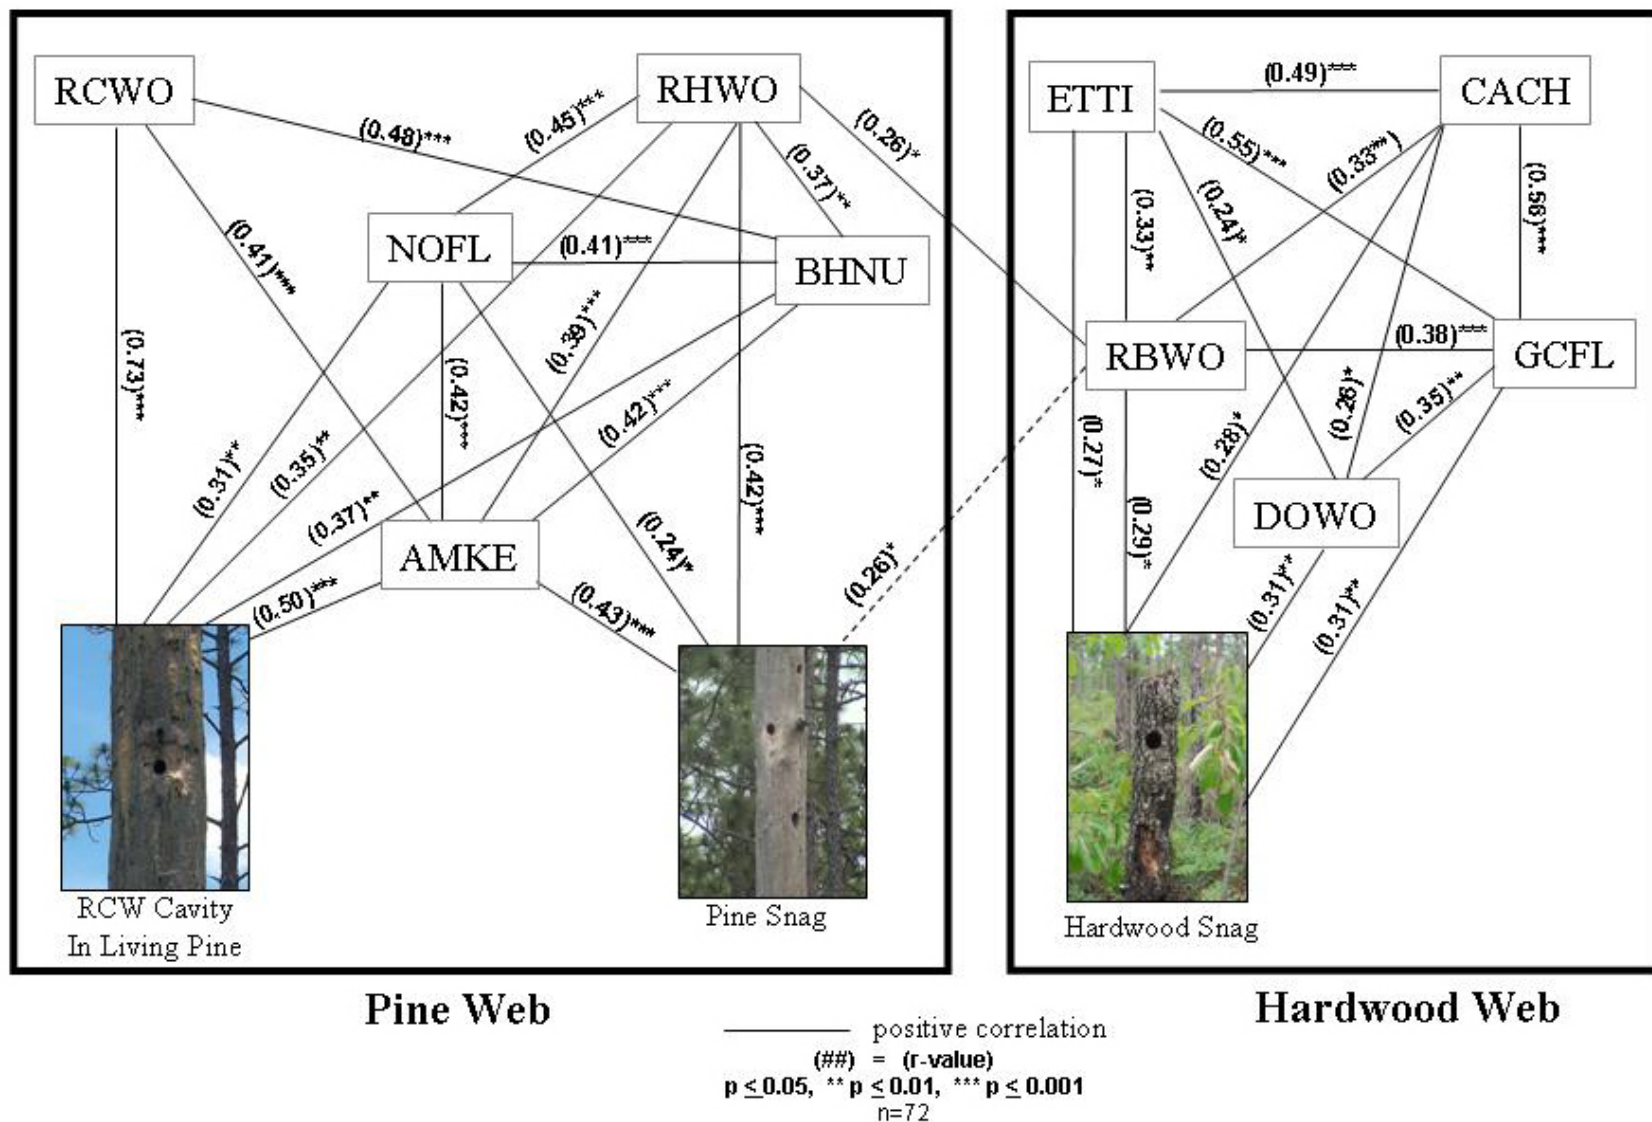 RCWO
RHWO
(0.48)***
(0.45)***
(0.26)*
(0.37)**
NOFL
(0.41)***
BHNU
(0.41)***
(0.73)***
(0.42)***
(0.39)***
(0.31)**
(0.35)**
(0.37)**
(0.42)***
(0.42)***
(0.24)*
AMKE
(0.50)***
(0.43)***
(0.26)*
RCW Cavity
In Living Pine
Pine Snag
ETTI
(0.49)***
CACH
(0.55)***
(0.33**)
(0.56)***
(0.33)**
(0.24)*
RBWO
(0.38)***
GCFL
(0.27)*
(0.28)*
(0.26)*
(0.35)**
(0.29)*
DOWO
(0.31)**
(0.31)**
Hardwood Snag
Pine Web
Hardwood Web
positive correlation
(##) = (r-value)
p ≤ 0.05, ** p ≤ 0.01, *** p ≤ 0.001
n=72